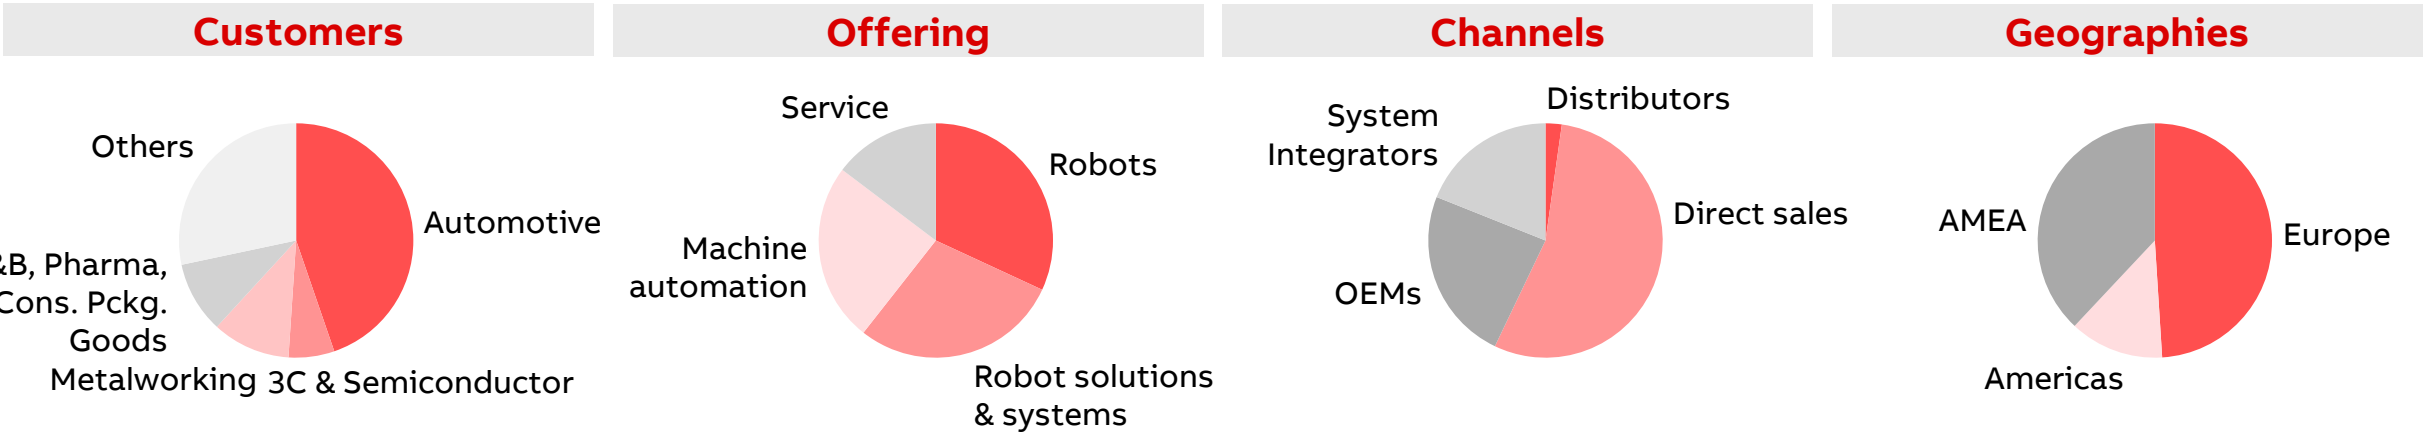 Customers
Others
Automotive
&B, Pharma,
Cons. Pckg.
Goods
Metalworking
3C & Semiconductor
Offering
Service
Robots
Machine
automation
Robot solutions
& systems
Channels
Distributors
System
Integrators
Direct sales
OEMs
Geographies
AMEA
Europe
Americas